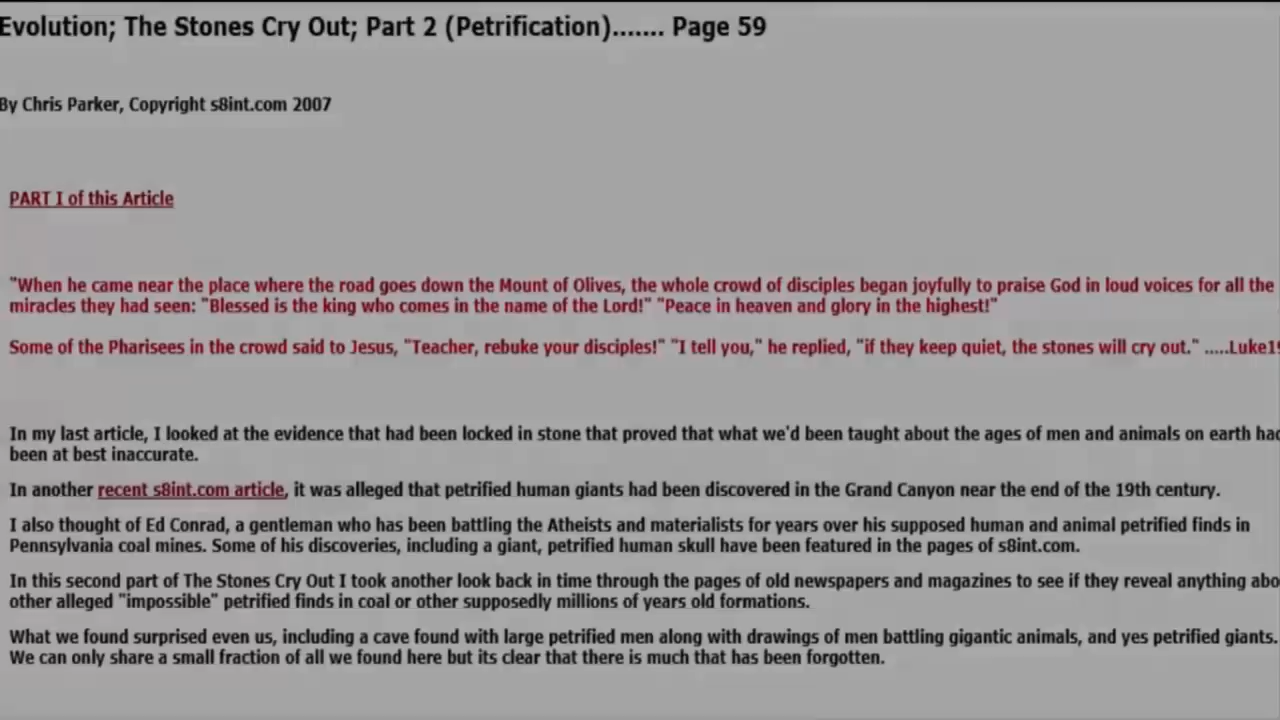 Evolution; The Stones Cry Out; Part 2 (Petrification)....... Page 59
By Chris Parker, Copyright s8int.com 2007
PART I of this Article
"When he came near the place where the road goes down the Mount of Olives, the whole crowd of disciples began joyfully to praise God in loud voices for all the
miracles they had seen: "Blessed is the king who comes in the name of the Lord!" "Peace in heaven and glory in the highest!"
Some of the Pharisees in the crowd said to Jesus, "Teacher, rebuke your disciples!" "I tell you," he replied, "if they keep quiet, the stones will cry out." .....Luke19
In my last article, I looked at the evidence that had been locked in stone that proved that what we'd been taught about the ages of men and animals on earth had
been at best inaccurate.
In another recent s8int.com article, it was alleged that petrified human giants had been discovered in the Grand Canyon near the end of the 19th century.
I also thought of Ed Conrad, a gentleman who has been battling the Atheists and materialists for years over his supposed human and animal petrified finds in
Pennsylvania coal mines. Some of his discoveries, including a giant, petrified human skull have been featured in the pages of s8int.com.
In this second part of The Stones Cry Out I took another look back in time through the pages of old newspapers and magazines to see if they reveal anything abo
other alleged "impossible" petrified finds in coal or other supposedly millions of years old formations.
What we found surprised even us, including a cave found with large petrified men along with drawings of men battling gigantic animals, and yes petrified giants.
We can only share a small fraction of all we found here but its clear that there is much that has been forgotten.